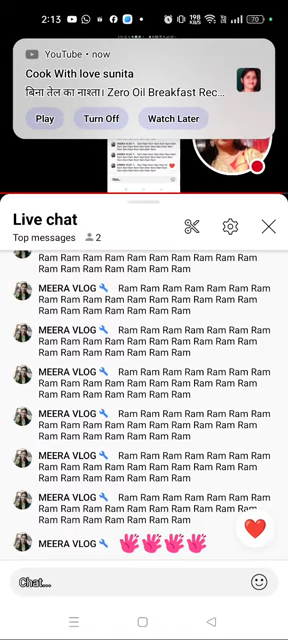 2:13
198
KB/S
70
YouTube • now
Cook With love sunita
बिना तेल का नाश्ता। Zero Oil Breakfast Rec...
Play Turn Off Watch Later
Live chat
Top messages 2
Ram Ram Ram Ram Ram Ram Ram Ram
Ram Ram Ram Ram Ram Ram Ram
MEERA VLOG Ram Ram Ram Ram Ram Ram Ram
Ram Ram Ram Ram Ram Ram Ram
MEERA VLOG Ram Ram Ram Ram Ram Ram Ram
Ram Ram Ram Ram Ram Ram Ram
MEERA VLOG Ram Ram Ram Ram Ram Ram Ram
Ram Ram Ram Ram Ram Ram Ram
MEERA VLOG Ram Ram Ram Ram Ram Ram Ram
Ram Ram Ram Ram Ram Ram Ram
MEERA VLOG Ram Ram Ram Ram Ram Ram Ram
Ram Ram Ram Ram Ram Ram Ram
MEERA VLOG Ram Ram Ram Ram Ram Ram Ram
Ram Ram Ram Ram Ram Ram Ram
MEERA VLOG
Chat...